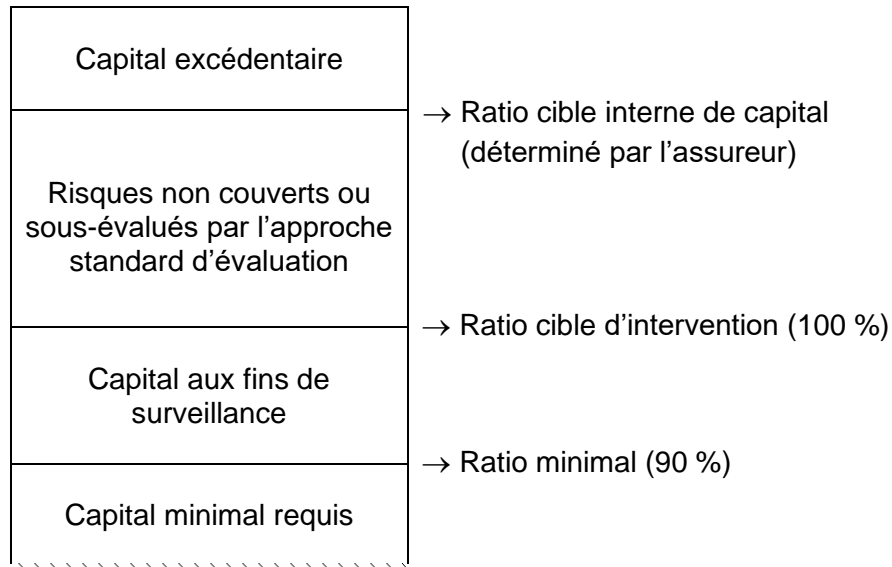 Capital excédentaire
→ Ratio cible interne de capital
(déterminé par l’assureur)
Risques non couverts ou
sous-évalués par l’approche
standard d’évaluation
→ Ratio cible d’intervention (100 %)
Capital aux fins de
surveillance
→ Ratio minimal (90 %)
Capital minimal requis